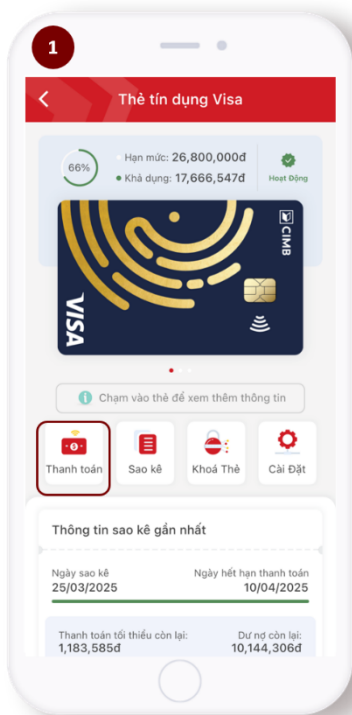 1
Thẻ tín dụng Visa
66%
Hạn mức: 26,800,000đ
Khả dụng: 17,666,547đ
Hoạt Động
CIMB
VISA
Chạm vào thẻ để xem thêm thông tin
Thanh toán
Sao kê
Khoá Thẻ
Cài Đặt
Thông tin sao kê gần nhất
Ngày sao kê
Ngày hết hạn thanh toán
25/03/2025
10/04/2025
Thanh toán tối thiểu còn lại:
Dư nợ còn lại:
1,183,585đ
10,144,306đ